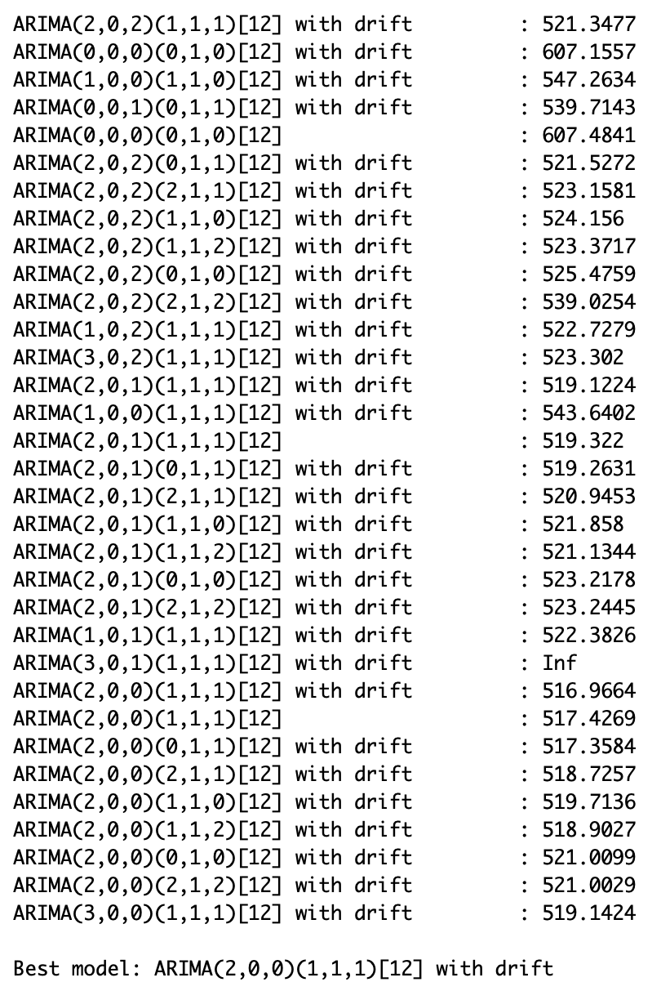 ARIMA(2,0,2)(1,1,1)[12] with drift         : 521.3477
ARIMA(0,0,0)(0,1,0)[12] with drift         : 607.1557
ARIMA(1,0,0)(1,1,0)[12] with drift         : 547.2634
ARIMA(0,0,1)(0,1,1)[12] with drift         : 539.7143
ARIMA(0,0,0)(0,1,0)[12]                    : 607.4841
ARIMA(2,0,2)(0,1,1)[12] with drift         : 521.5272
ARIMA(2,0,2)(2,1,1)[12] with drift         : 523.1581
ARIMA(2,0,2)(1,1,0)[12] with drift         : 524.156
ARIMA(2,0,2)(1,1,2)[12] with drift         : 523.3717
ARIMA(2,0,2)(0,1,0)[12] with drift         : 525.4759
ARIMA(2,0,2)(2,1,2)[12] with drift         : 539.0254
ARIMA(1,0,2)(1,1,1)[12] with drift         : 522.7279
ARIMA(3,0,2)(1,1,1)[12] with drift         : 523.302
ARIMA(2,0,1)(1,1,1)[12] with drift         : 519.1224
ARIMA(1,0,0)(1,1,1)[12] with drift         : 543.6402
ARIMA(2,0,1)(1,1,1)[12]                    : 519.322
ARIMA(2,0,1)(0,1,1)[12] with drift         : 519.2631
ARIMA(2,0,1)(2,1,1)[12] with drift         : 520.9453
ARIMA(2,0,1)(1,1,0)[12] with drift         : 521.858
ARIMA(2,0,1)(1,1,2)[12] with drift         : 521.1344
ARIMA(2,0,1)(0,1,0)[12] with drift         : 523.2178
ARIMA(2,0,1)(2,1,2)[12] with drift         : 523.2445
ARIMA(1,0,1)(1,1,1)[12] with drift         : 522.3826
ARIMA(3,0,1)(1,1,1)[12] with drift         : Inf
ARIMA(2,0,0)(1,1,1)[12] with drift         : 516.9664
ARIMA(2,0,0)(1,1,1)[12]                    : 517.4269
ARIMA(2,0,0)(0,1,1)[12] with drift         : 517.3584
ARIMA(2,0,0)(2,1,1)[12] with drift         : 518.7257
ARIMA(2,0,0)(1,1,0)[12] with drift         : 519.7136
ARIMA(2,0,0)(1,1,2)[12] with drift         : 518.9027
ARIMA(2,0,0)(0,1,0)[12] with drift         : 521.0099
ARIMA(2,0,0)(2,1,2)[12] with drift         : 521.0029
ARIMA(3,0,0)(1,1,1)[12] with drift         : 519.1424
Best model: ARIMA(2,0,0)(1,1,1)[12] with drift